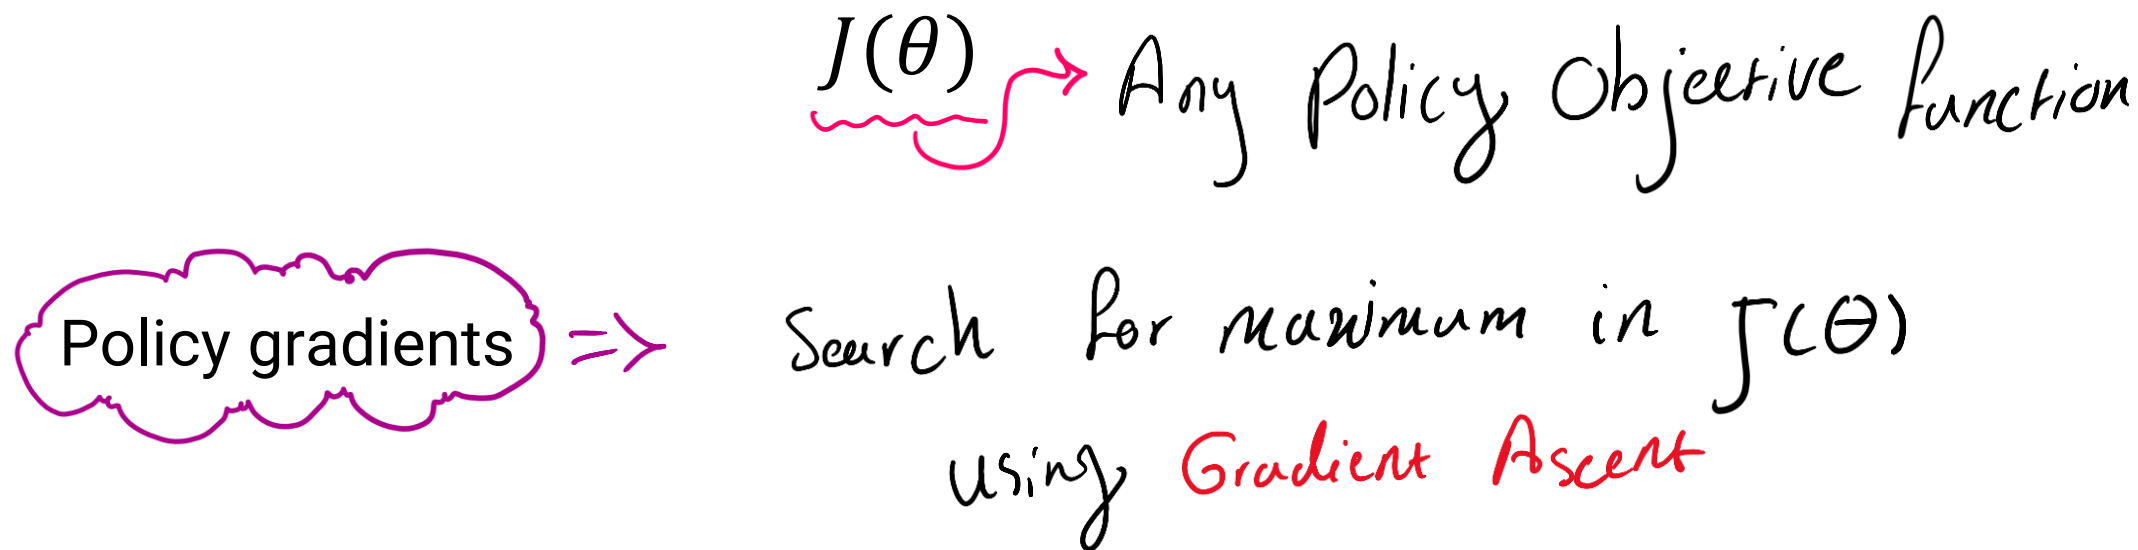 J(θ) → Any Policy Objective function
Policy gradients ⇒ Search for maximum in J(θ)
using Gradient Ascent